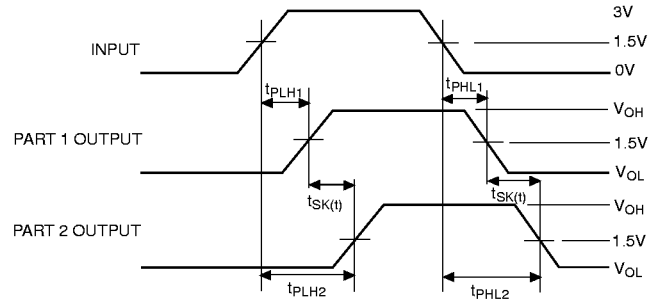 3V
INPUT
1.5V
0V
tPLH1
tPHL1
VOH
PART 1 OUTPUT
1.5V
VOL
tSK(t)
tSK(t)
VOH
PART 2 OUTPUT
1.5V
VOL
tPLH2
tPHL2